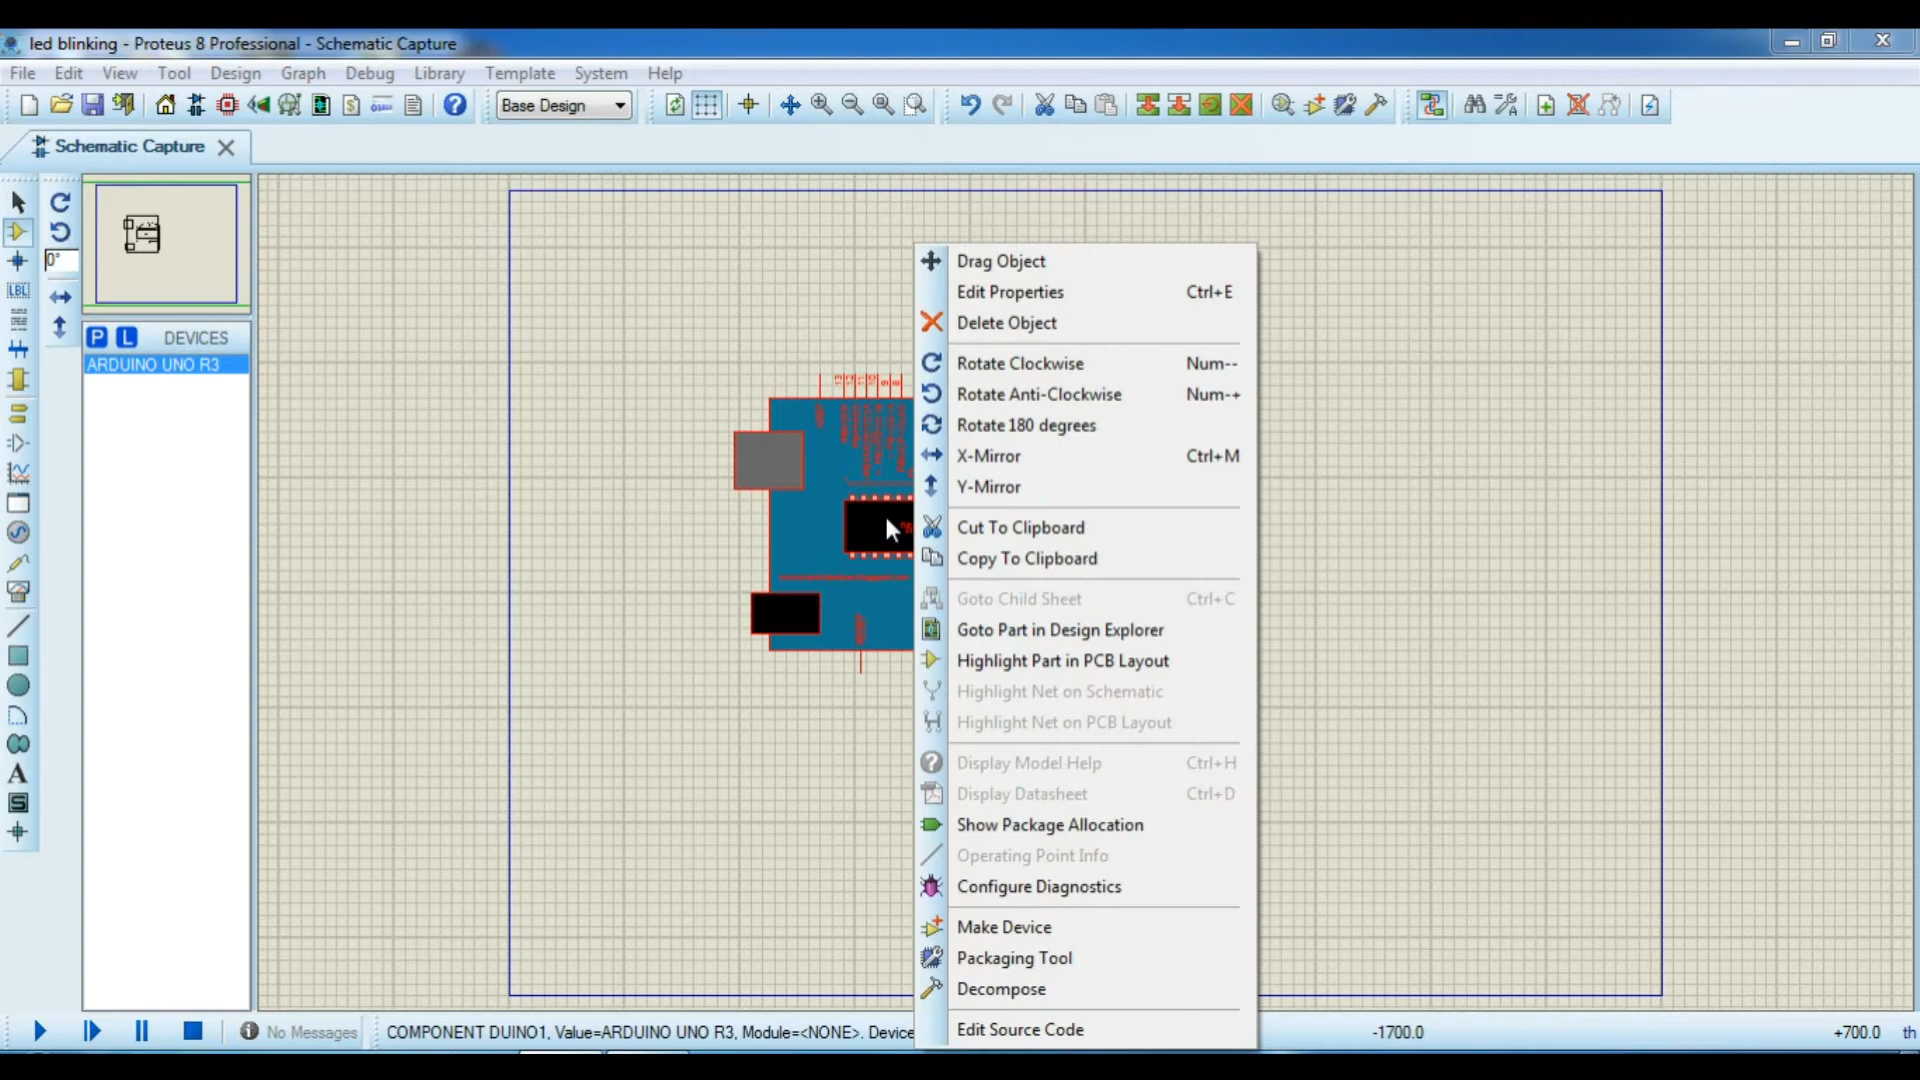 led blinking - Proteus 8 Professional - Schematic Capture
File Edit View Tool Design Graph Debug Library Template System Help
Base Design
Schematic Capture
0°
LBL
P L DEVICES
ARDUINO UNO R3
Drag Object
Edit Properties Ctrl+E
Delete Object
Rotate Clockwise Num--
Rotate Anti-Clockwise Num-+
Rotate 180 degrees
X-Mirror Ctrl+M
Y-Mirror
Cut To Clipboard
Copy To Clipboard
Goto Child Sheet Ctrl+C
Goto Part in Design Explorer
Highlight Part in PCB Layout
Highlight Net on Schematic
Highlight Net on PCB Layout
Display Model Help Ctrl+H
Display Datasheet Ctrl+D
Show Package Allocation
Operating Point Info
Configure Diagnostics
Make Device
Packaging Tool
Decompose
Edit Source Code
A
S
No Messages
COMPONENT DUINO1, Value=ARDUINO UNO R3, Module=<NONE>. Device
-1700.0
+700.0
th